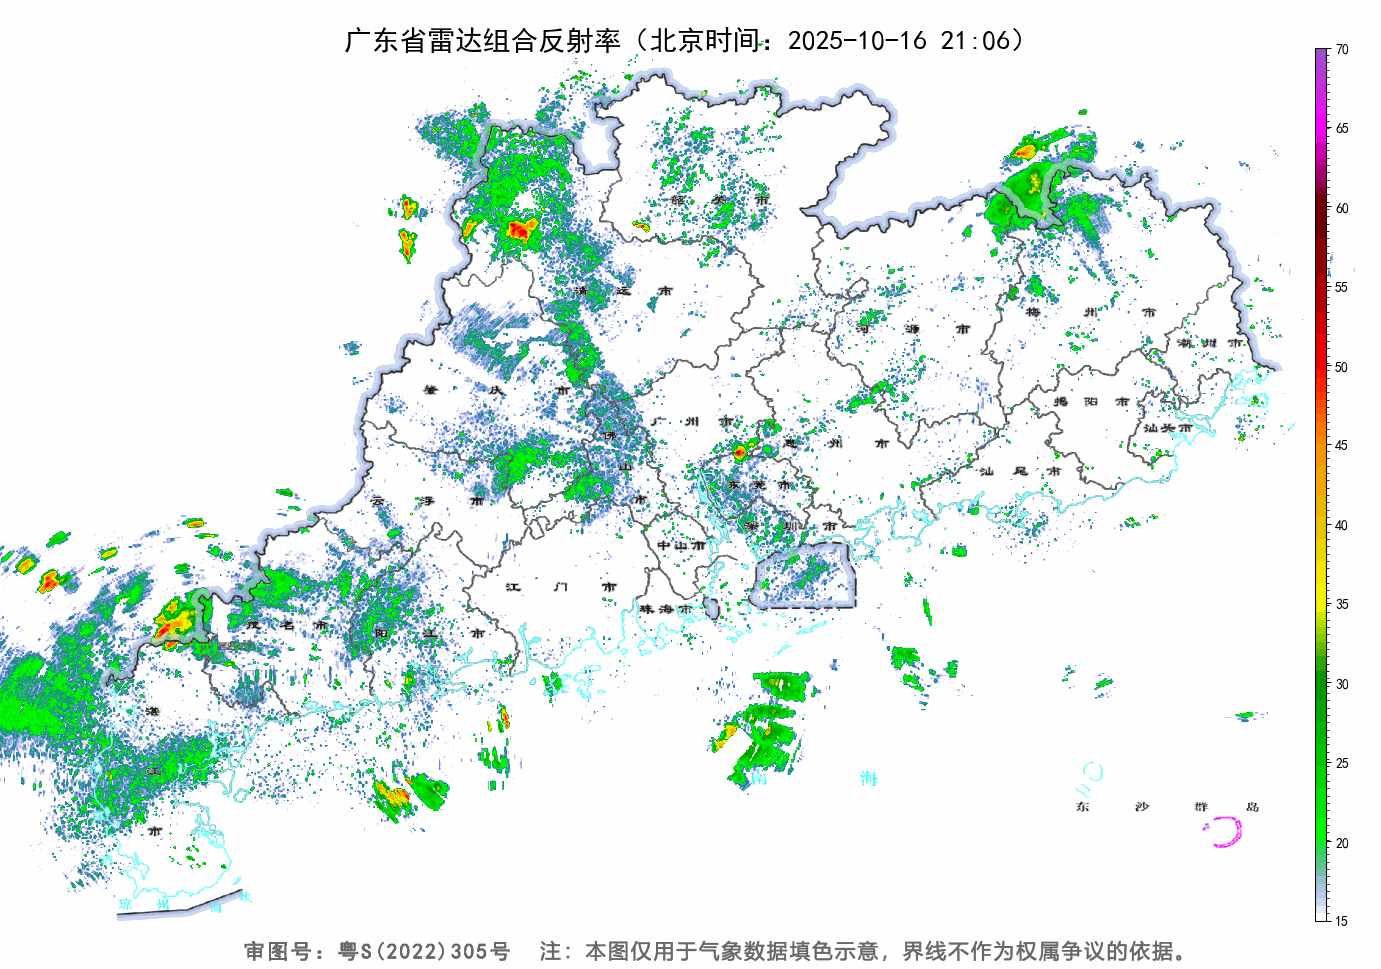 广东省雷达组合反射率（北京时间：2025-10-16 21:06）
70
65
60
55
50
45
40
35
30
25
20
15
韶关市
清远市
河源市
梅州市
潮州市
肇庆市
广州市
佛山市
惠州市
揭阳市
汕头市
汕尾市
云浮市
东莞市
深圳市
中山市
江门市
珠海市
茂名市
阳江市
湛江市
南海
东沙群岛
琼州海峡
审图号：粤S(2022)305号 注：本图仅用于气象数据填色示意，界线不作为权属争议的依据。